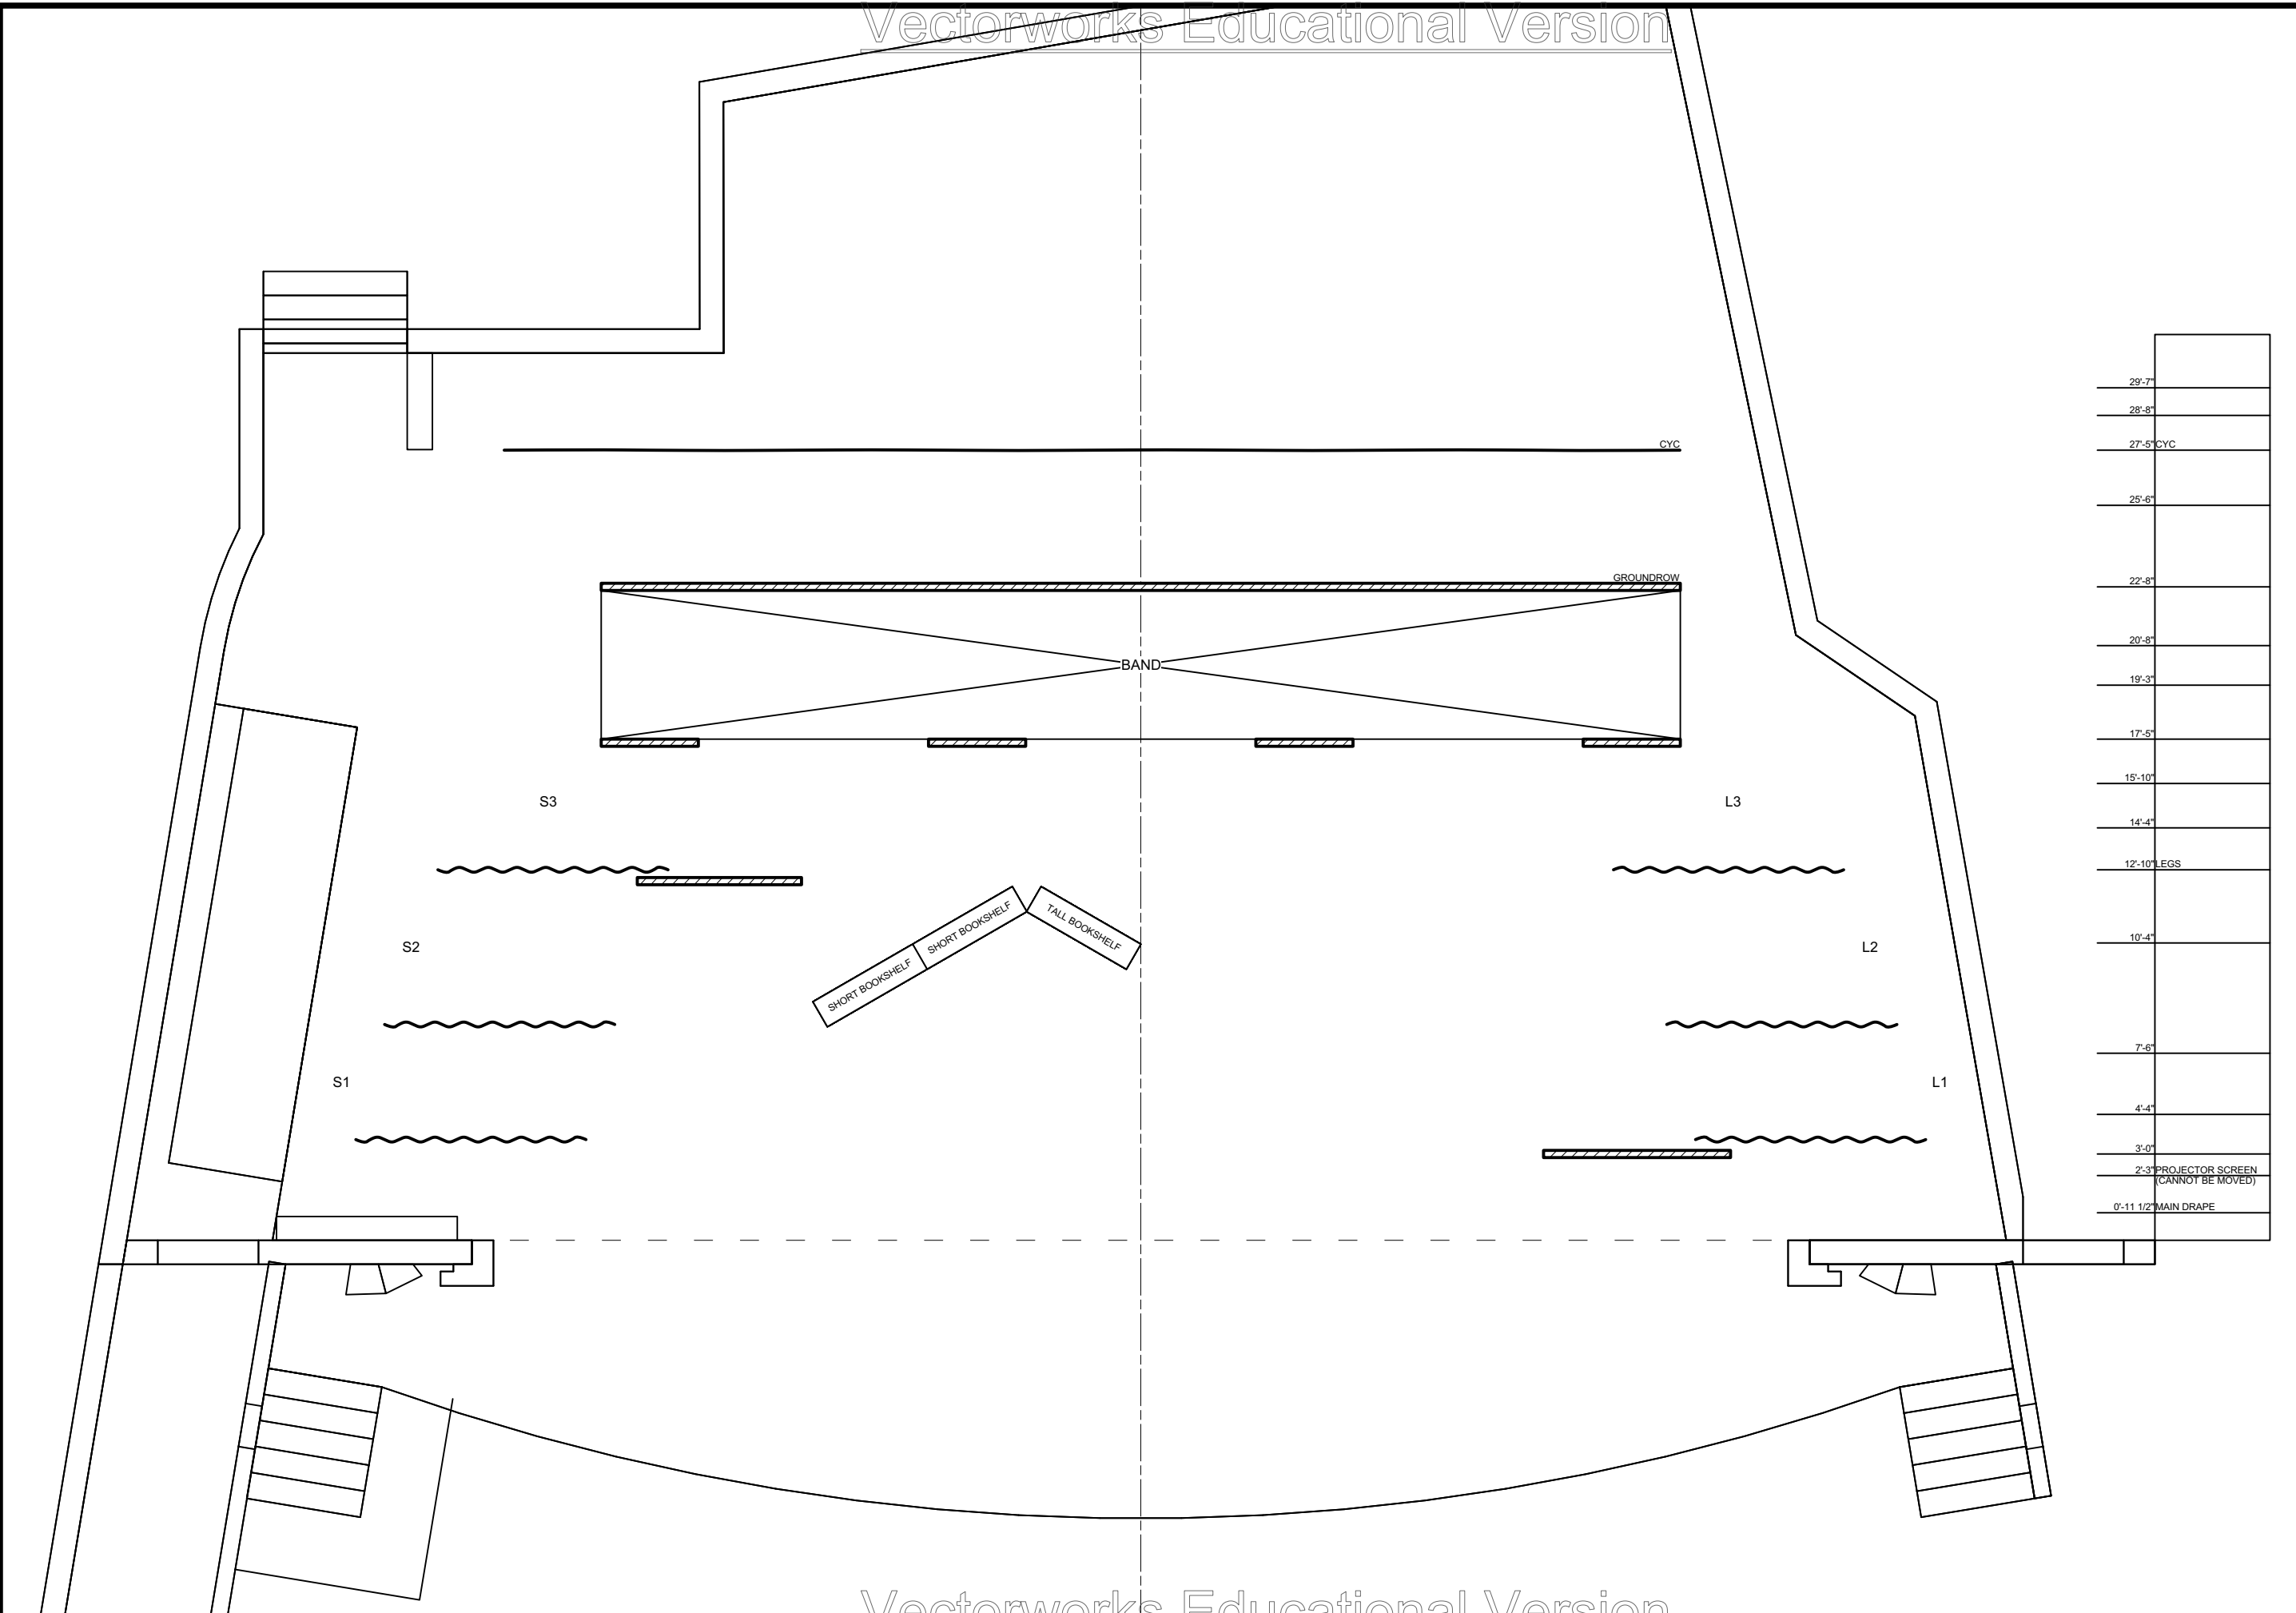 Vectorworks Educational Version
29'-7"
28'-8"
CYC
27'-5" CYC
25'-6"
GROUNDROW
22'-8"
20'-8"
BAND
19'-3"
17'-5"
15'-10"
S3
L3
14'-4"
12'-10" LEGS
TALL BOOKSHELF
SHORT BOOKSHELF
SHORT BOOKSHELF
10'-4"
S2
L2
7'-6"
S1
L1
4'-4"
3'-0"
2'-3" PROJECTOR SCREEN
(CANNOT BE MOVED)
0'-11 1/2" MAIN DRAPE
Vectorworks Educational Version